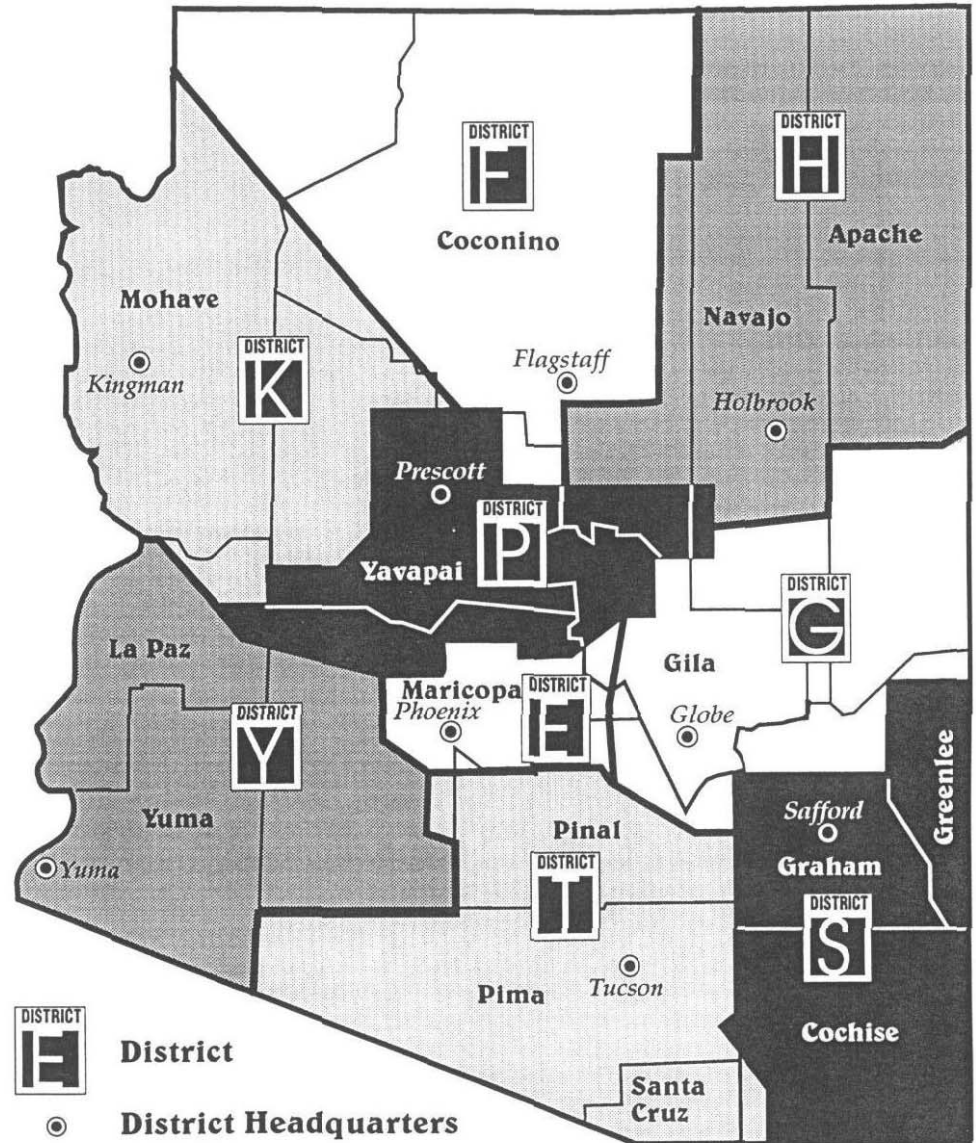 DISTRICT
F
DISTRICT
H
Coconino
Apache
Mohave
Navajo
DISTRICT
K
Flagstaff
Kingman
Holbrook
Prescott
DISTRICT
P
Yavapai
DISTRICT
G
La Paz
Gila
Maricopa
Phoenix
DISTRICT
E
Globe
DISTRICT
Y
Greenlee
Yuma
Pinal
Safford
Yuma
Graham
DISTRICT
T
DISTRICT
S
Pima
Tucson
Cochise
DISTRICT
E
District
Santa
Cruz
District Headquarters